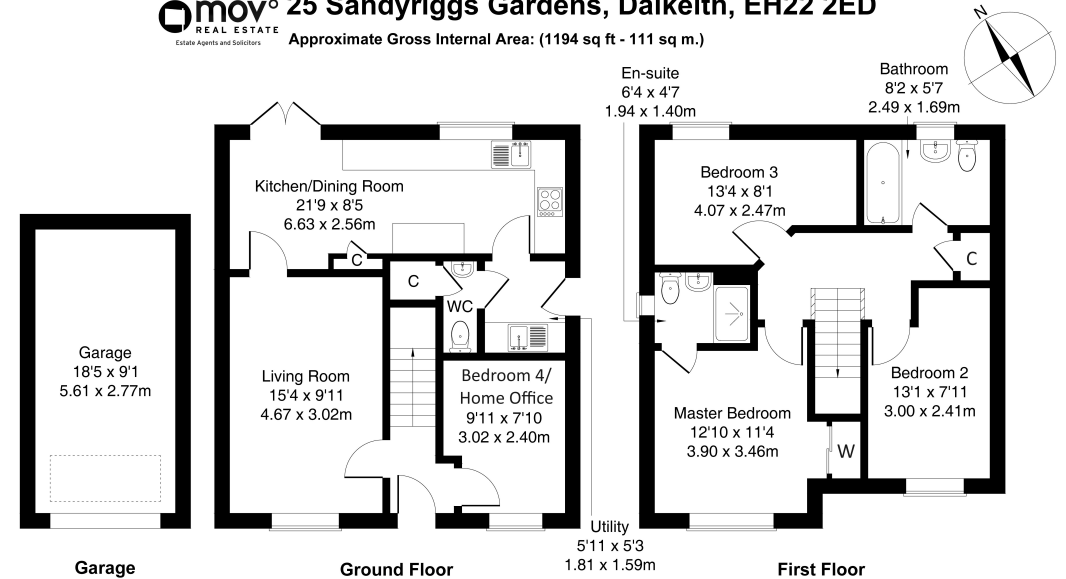 mov°
REAL ESTATE
Estate Agents and Solicitors
25 Sandyriggs Gardens, Dalkeith, EH22 2ED
Approximate Gross Internal Area: (1194 sq ft - 111 sq m.)
N
Garage
18'5 x 9'1
5.61 x 2.77m
Garage
Kitchen/Dining Room
21'9 x 8'5
6.63 x 2.56m
C
C
WC
Living Room
15'4 x 9'11
4.67 x 3.02m
Bedroom 4/
Home Office
9'11 x 7'10
3.02 x 2.40m
Utility
5'11 x 5'3
1.81 x 1.59m
Ground Floor
En-suite
6'4 x 4'7
1.94 x 1.40m
Bathroom
8'2 x 5'7
2.49 x 1.69m
Bedroom 3
13'4 x 8'1
4.07 x 2.47m
C
Bedroom 2
13'1 x 7'11
3.00 x 2.41m
Master Bedroom
12'10 x 11'4
3.90 x 3.46m
W
First Floor